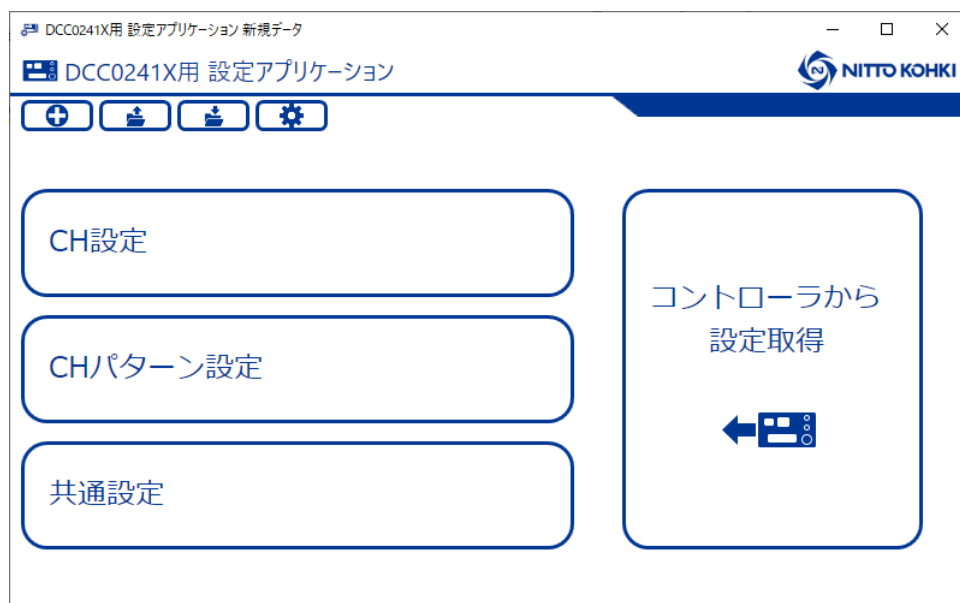 DCC0241X用 設定アプリケーション 新規データ
DCC0241X用 設定アプリケーション
NITTO KOHKI
CH設定
CHパターン設定
共通設定
コントローラから
設定取得